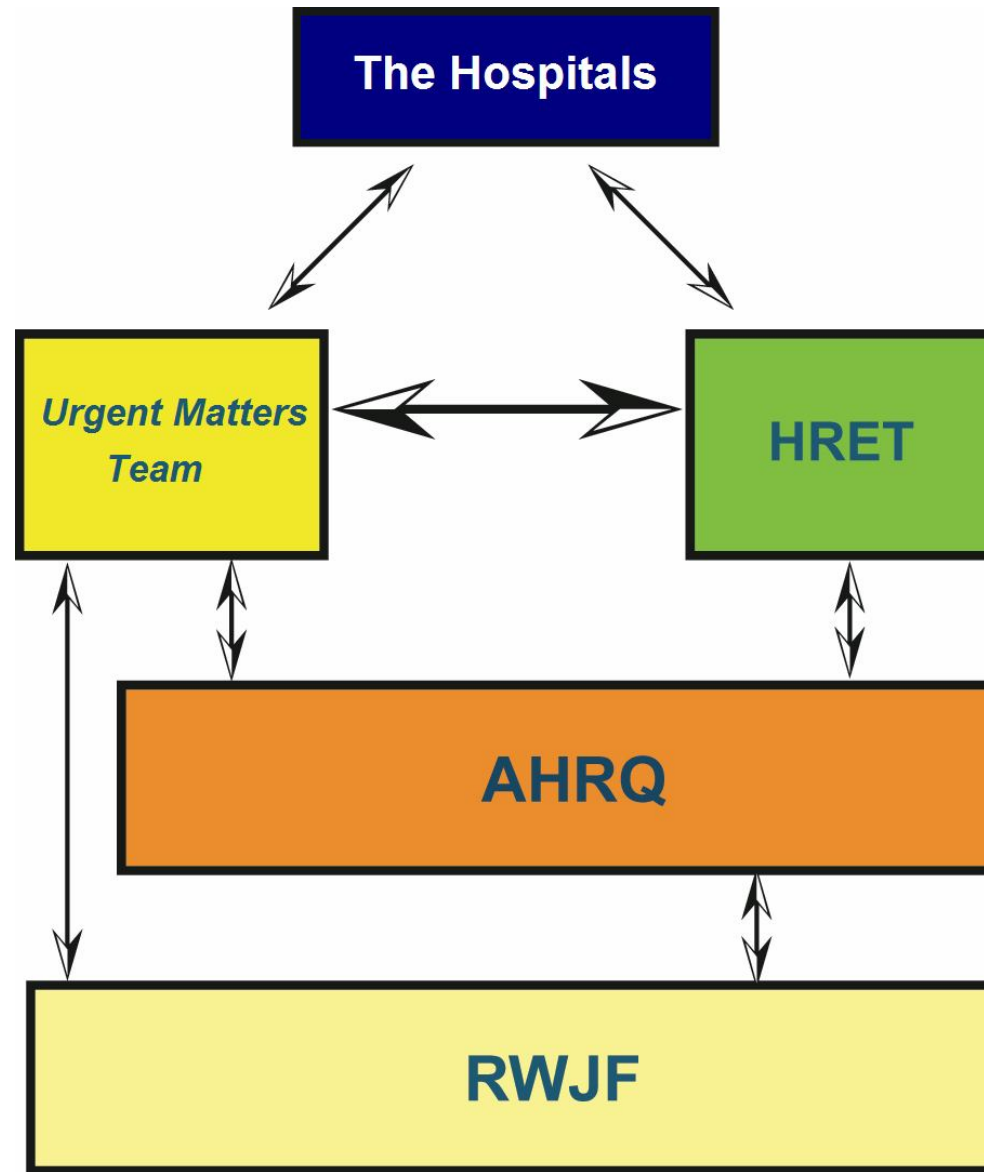 The Hospitals
Urgent Matters
Team
HRET
AHRQ
RWJF